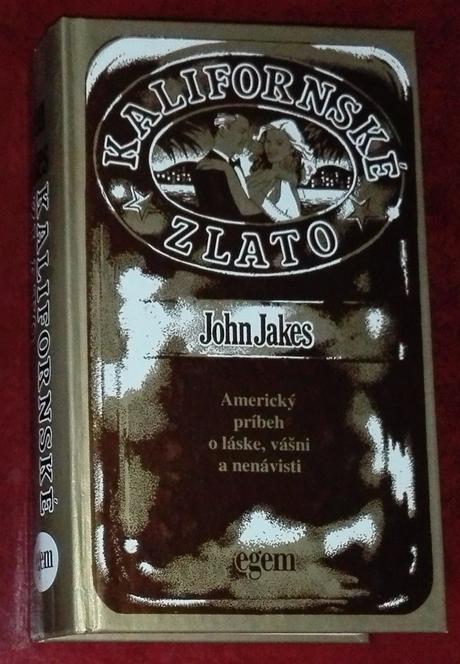 KALIFORNSKÉ
ZLATO
John Jakes
Americký
príbeh
o láske, vášni
a nenávisti
egem
KALIFORNSKÉ
egem